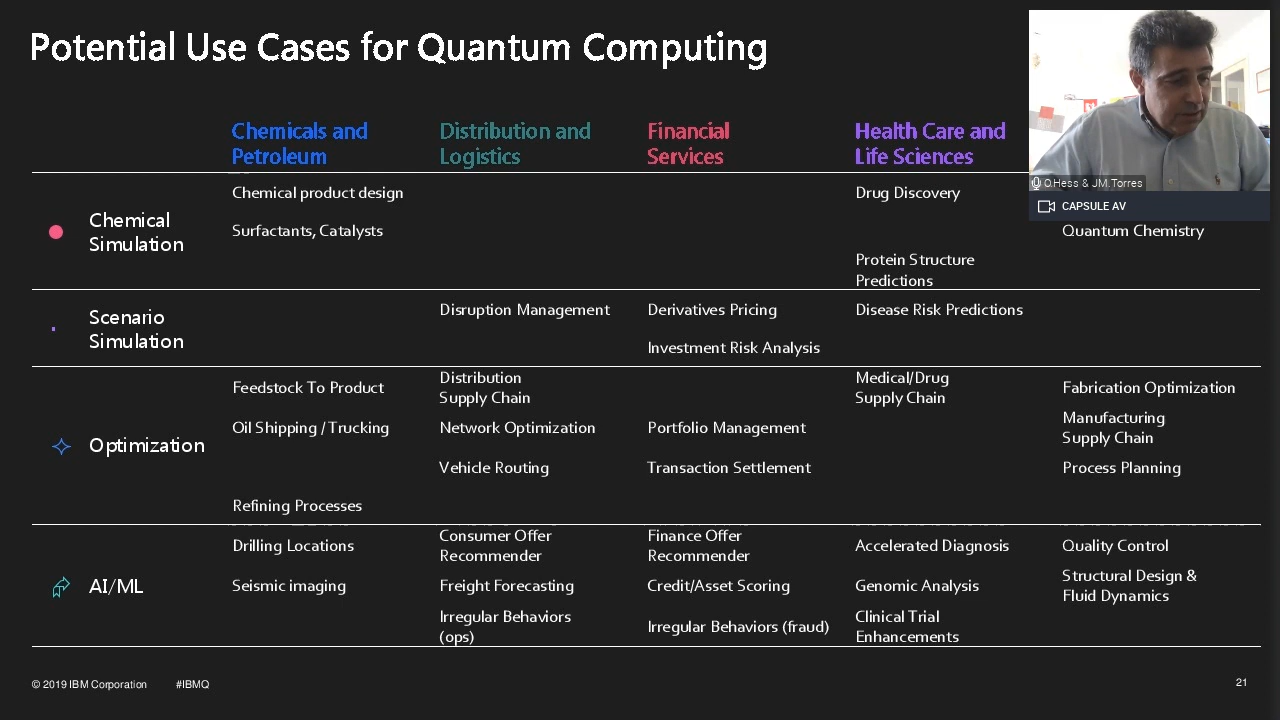 Potential Use Cases for Quantum Computing
Chemicals and
Petroleum
Distribution and
Logistics
Financial
Services
Health Care and
Life Sciences
O.Hess & J.M.Torres
CAPSULE AV
Chemical
Simulation
Chemical product design
Surfactants, Catalysts
Drug Discovery
Protein Structure
Predictions
Quantum Chemistry
Scenario
Simulation
Disruption Management
Derivatives Pricing
Investment Risk Analysis
Disease Risk Predictions
Optimization
Feedstock To Product
Oil Shipping / Trucking
Refining Processes
Distribution
Supply Chain
Network Optimization
Vehicle Routing
Portfolio Management
Transaction Settlement
Medical/Drug
Supply Chain
Fabrication Optimization
Manufacturing
Supply Chain
Process Planning
AI/ML
Drilling Locations
Seismic imaging
Consumer Offer
Recommender
Freight Forecasting
Irregular Behaviors
(ops)
Finance Offer
Recommender
Credit/Asset Scoring
Irregular Behaviors (fraud)
Accelerated Diagnosis
Genomic Analysis
Clinical Trial
Enhancements
Quality Control
Structural Design &
Fluid Dynamics
© 2019 IBM Corporation
#IBMQ
21